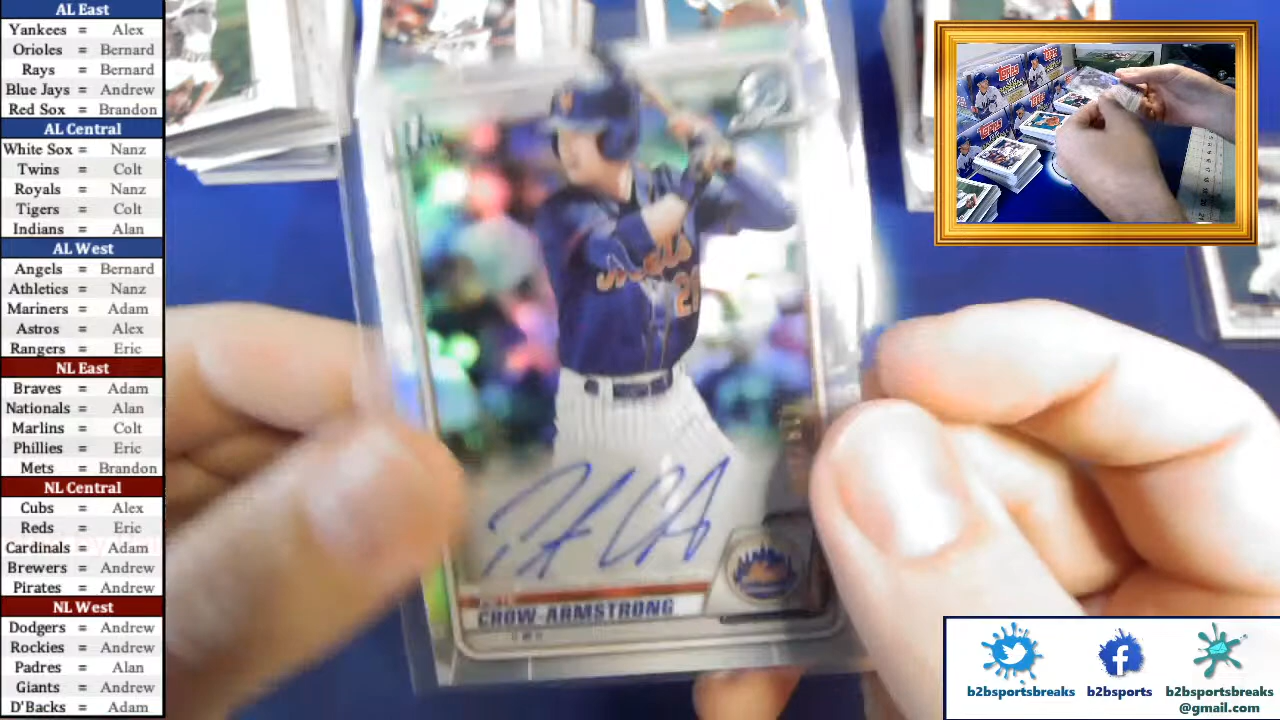 AL East
Yankees = Alex
Orioles = Bernard
Rays = Bernard
Blue Jays = Andrew
Red Sox = Brandon
AL Central
White Sox = Nanz
Twins = Colt
Royals = Nanz
Tigers = Colt
Indians = Alan
AL West
Angels = Bernard
Athletics = Nanz
Mariners = Adam
Astros = Alex
Rangers = Eric
NL East
Braves = Adam
Nationals = Alan
Marlins = Colt
Phillies = Eric
Mets = Brandon
NL Central
Cubs = Alex
Reds = Eric
Cardinals = Adam
Brewers = Andrew
Pirates = Andrew
NL West
Dodgers = Andrew
Rockies = Andrew
Padres = Alan
Giants = Andrew
D'Backs = Adam
Mets
CROW-ARMSTRONG
Topps
Topps
b2bsportsbreaks
b2bsports
b2bsportsbreaks
@gmail.com